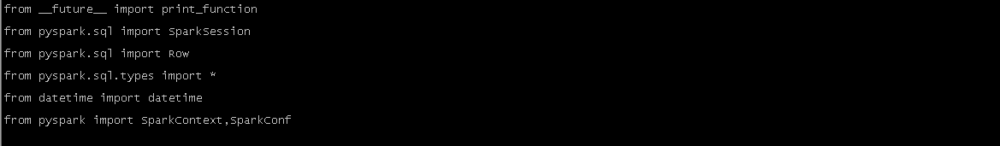 from __future__ import print_function
from pyspark.sql import SparkSession
from pyspark.sql import Row
from pyspark.sql.types import *
from datetime import datetime
from pyspark import SparkContext,SparkConf